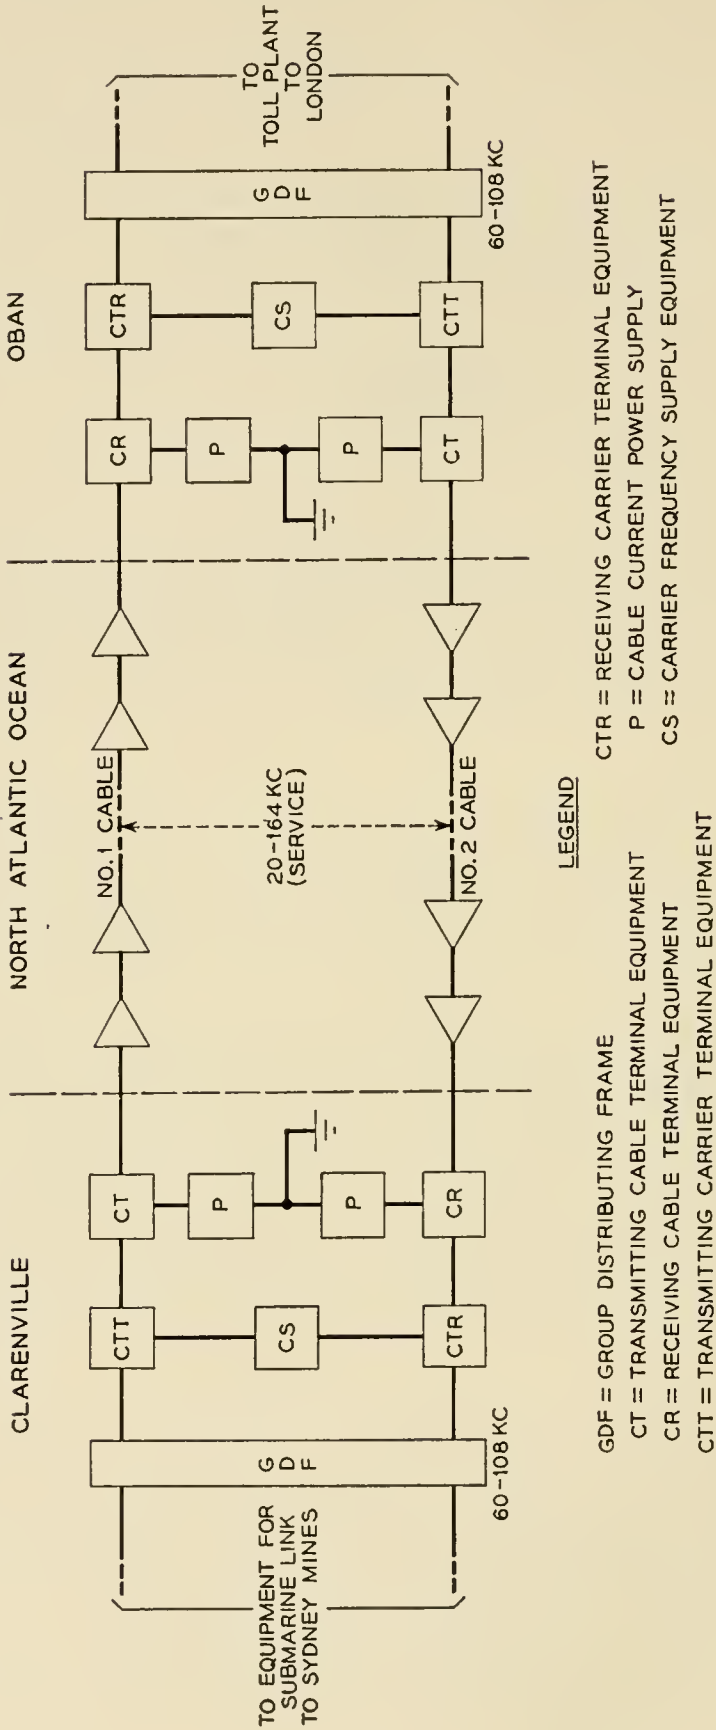 CLARENVILLE
NORTH ATLANTIC OCEAN
OBAN
TO EQUIPMENT FOR
SUBMARINE LINK
TO SYDNEY MINES
GDF
60-108 KC
CTT
CS
CTR
CT
P
P
CR
NO. 1 CABLE
20-164 KC
(SERVICE)
NO. 2 CABLE
CR
P
P
CT
CTR
CS
CTT
GDF
60-108 KC
TO
TOLL PLANT
TO
LONDON
LEGEND
GDF = GROUP DISTRIBUTING FRAME
CT = TRANSMITTING CABLE TERMINAL EQUIPMENT
CR = RECEIVING CABLE TERMINAL EQUIPMENT
CTT = TRANSMITTING CARRIER TERMINAL EQUIPMENT
CTR = RECEIVING CARRIER TERMINAL EQUIPMENT
P = CABLE CURRENT POWER SUPPLY
CS = CARRIER FREQUENCY SUPPLY EQUIPMENT